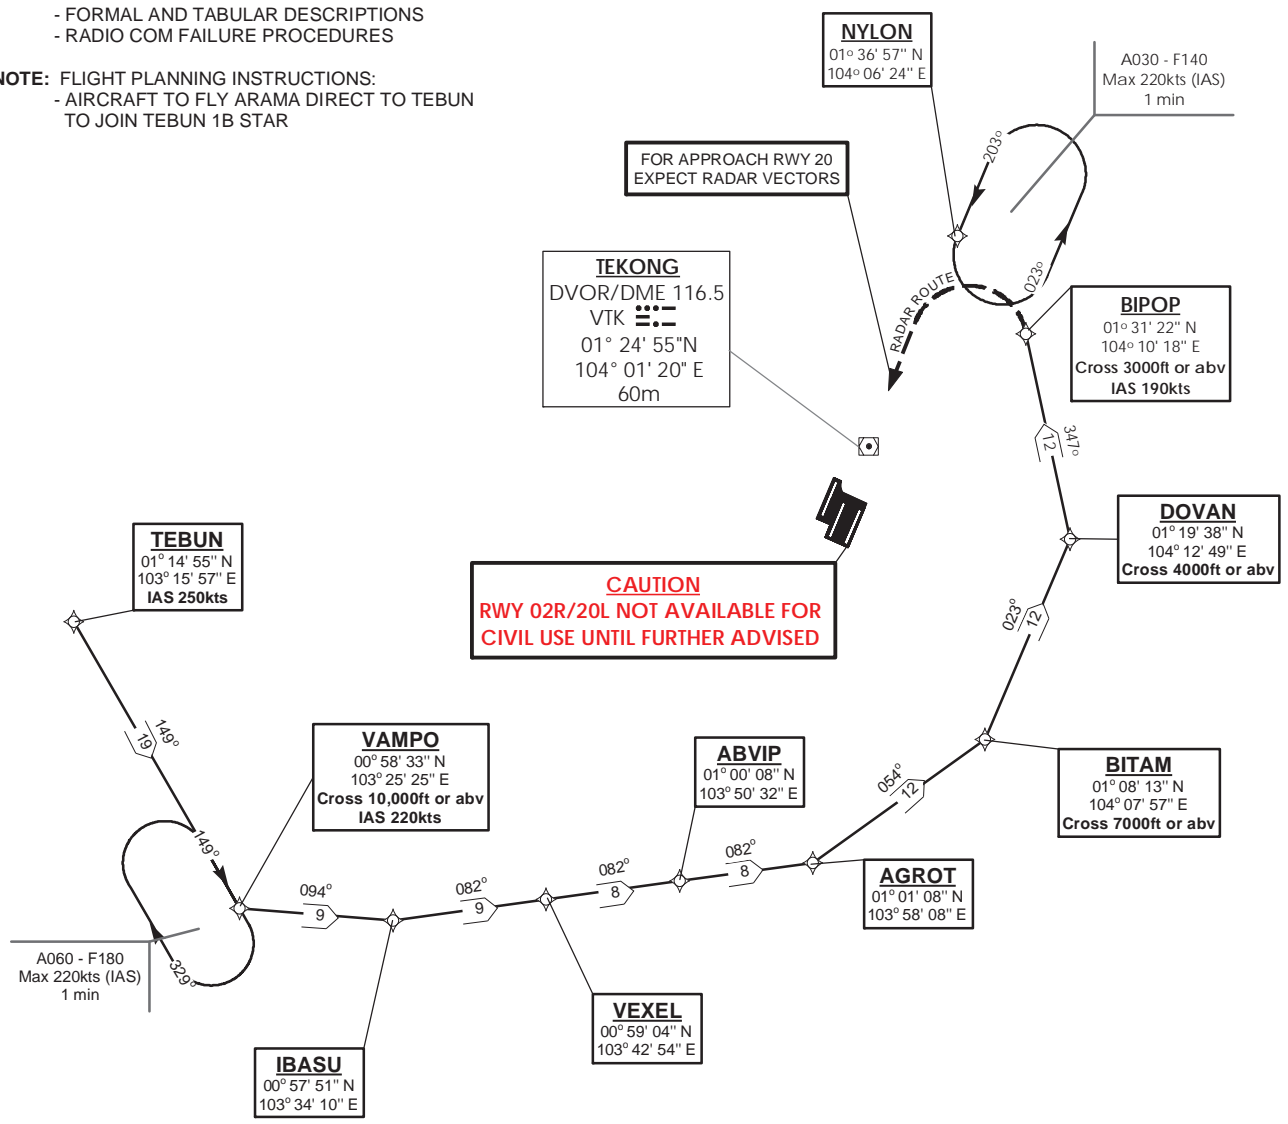 - FORMAL AND TABULAR DESCRIPTIONS
- RADIO COM FAILURE PROCEDURES
NOTE: FLIGHT PLANNING INSTRUCTIONS:
- AIRCRAFT TO FLY ARAMA DIRECT TO TEBUN
TO JOIN TEBUN 1B STAR
NYLON
01° 36' 57" N
104° 06' 24" E
A030 - F140
Max 220kts (IAS)
1 min
203°
023°
FOR APPROACH RWY 20
EXPECT RADAR VECTORS
RADAR ROUTE
TEKONG
DVOR/DME 116.5
VTK
01° 24' 55"N
104° 01' 20" E
60m
BIPOP
01° 31' 22" N
104° 10' 18" E
Cross 3000ft or abv
IAS 190kts
347°
12
DOVAN
01° 19' 38" N
104° 12' 49" E
Cross 4000ft or abv
CAUTION
RWY 02R/20L NOT AVAILABLE FOR
CIVIL USE UNTIL FURTHER ADVISED
TEBUN
01° 14' 55" N
103° 15' 57" E
IAS 250kts
023°
12
149°
19
VAMPO
00° 58' 33" N
103° 25' 25" E
Cross 10,000ft or abv
IAS 220kts
ABVIP
01° 00' 08" N
103° 50' 32" E
054°
12
BITAM
01° 08' 13" N
104° 07' 57" E
Cross 7000ft or abv
149°
329°
094°
9
082°
9
082°
8
082°
8
AGROT
01° 01' 08" N
103° 58' 08" E
A060 - F180
Max 220kts (IAS)
1 min
VEXEL
00° 59' 04" N
103° 42' 54" E
IBASU
00° 57' 51" N
103° 34' 10" E